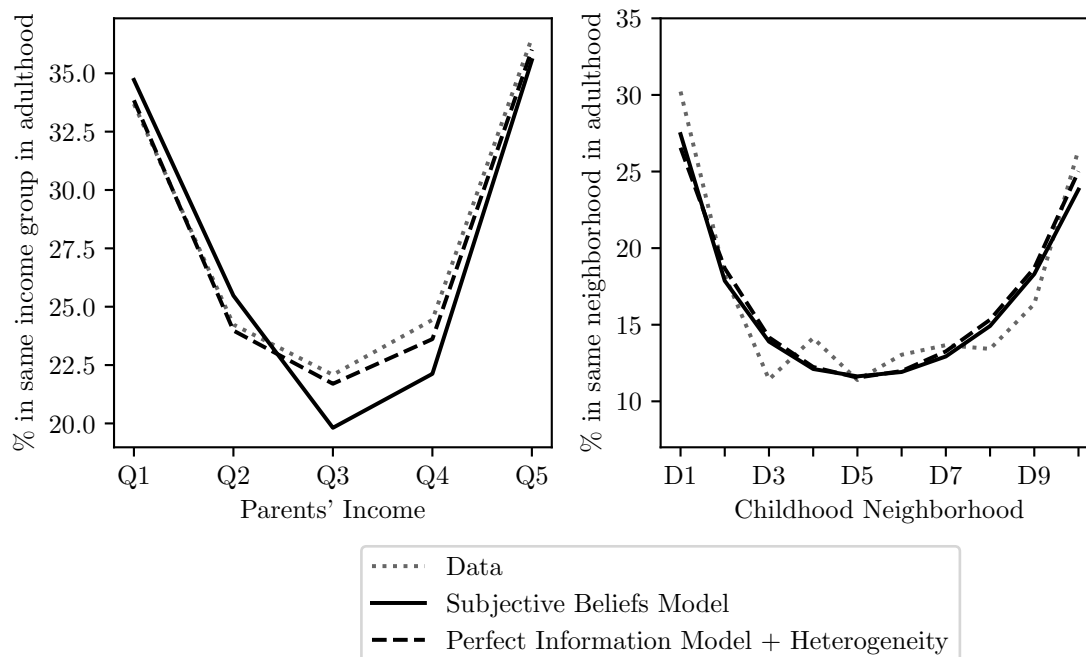 % in same income group in adulthood
35.0
32.5
30.0
27.5
25.0
22.5
20.0
Q1 Q2 Q3 Q4 Q5
Parents’ Income
% in same neighborhood in adulthood
35
30
25
20
15
10
D1 D3 D5 D7 D9
Childhood Neighborhood
Data
Subjective Beliefs Model
Perfect Information Model + Heterogeneity